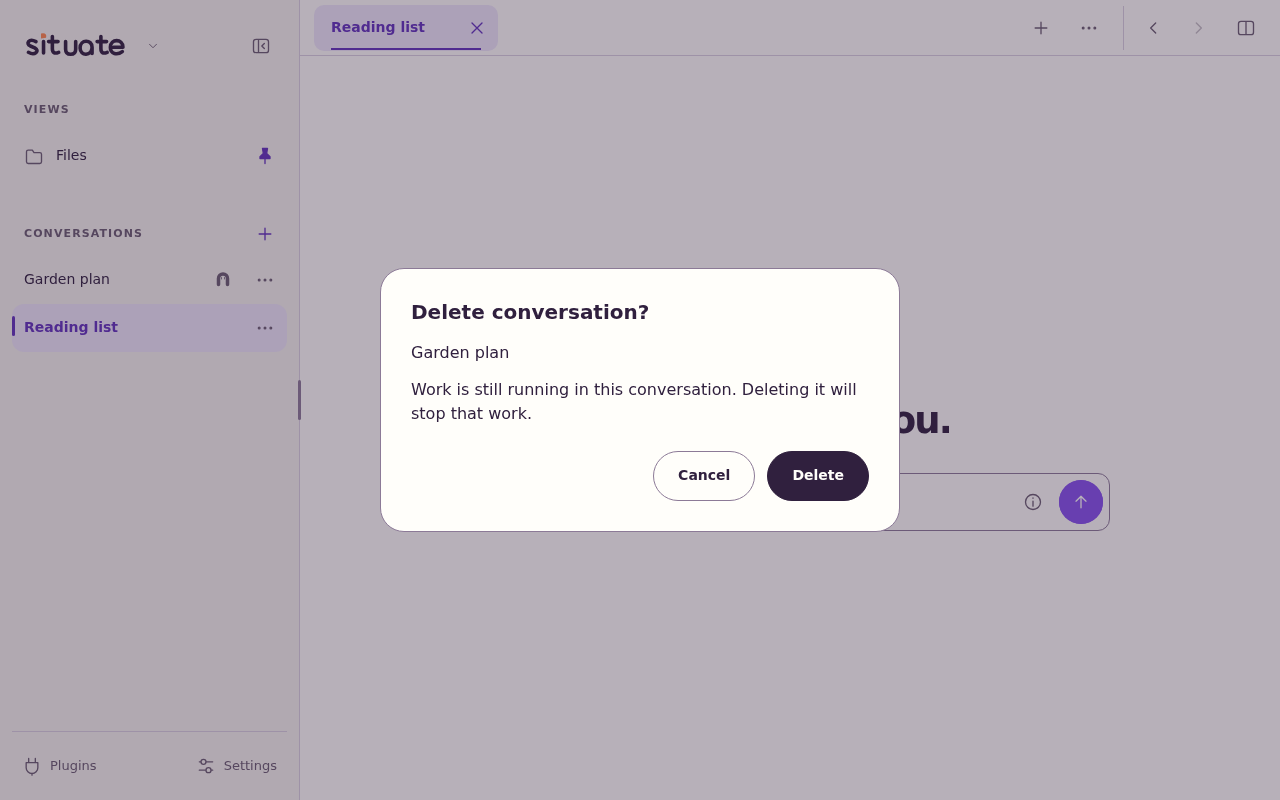 situate
Reading list
VIEWS
Files
CONVERSATIONS
Garden plan
Reading list
Delete conversation?
Garden plan
Work is still running in this conversation. Deleting it will
stop that work.
ou.
Cancel
Delete
Plugins
Settings